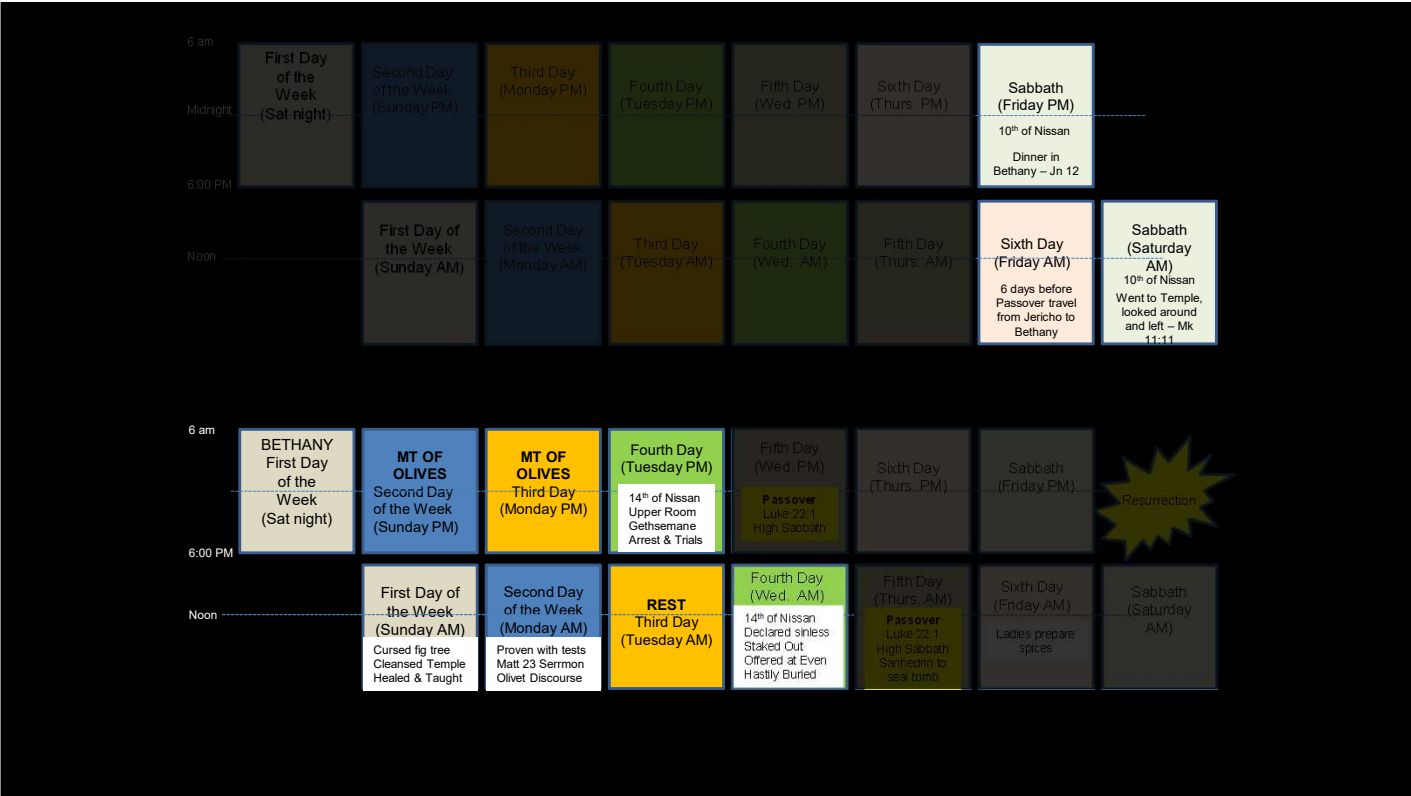 6 am
First Day
of the
Week
(Sat night)
Second Day
of the Week
(Sunday PM)
Third Day
(Monday PM)
Fourth Day
(Tuesday PM)
Fifth Day
(Wed. PM)
Sixth Day
(Thurs. PM)
Sabbath
(Friday PM)
10th of Nissan
Dinner in
Bethany – Jn 12
Midnight
6:00 PM
Noon
First Day of
the Week
(Sunday AM)
Second Day
of the Week
(Monday AM)
Third Day
(Tuesday AM)
Fourth Day
(Wed. AM)
Fifth Day
(Thurs. AM)
Sixth Day
(Friday AM)
6 days before
Passover travel
from Jericho to
Bethany
Sabbath
(Saturday
AM)
10th of Nissan
Went to Temple,
looked around
and left – Mk
11:11
6 am
BETHANY
First Day
of the
Week
(Sat night)
MT OF
OLIVES
Second Day
of the Week
(Sunday PM)
MT OF
OLIVES
Third Day
(Monday PM)
Fourth Day
(Tuesday PM)
14th of Nissan
Upper Room
Gethsemane
Arrest & Trials
Fifth Day
(Wed. PM)
Passover
Luke 22:1
High Sabbath
Sixth Day
(Thurs. PM)
Sabbath
(Friday PM)
Resurrection
6:00 PM
Noon
First Day of
the Week
(Sunday AM)
Cursed fig tree
Cleansed Temple
Healed & Taught
Second Day
of the Week
(Monday AM)
Proven with tests
Matt 23 Serrmon
Olivet Discourse
REST
Third Day
(Tuesday AM)
Fourth Day
(Wed. AM)
14th of Nissan
Declared sinless
Staked Out
Offered at Even
Hastily Buried
Fifth Day
(Thurs. AM)
Passover
Luke 22:1
High Sabbath
Sanhedrin to
seal tomb
Sixth Day
(Friday AM)
Ladies prepare
spices
Sabbath
(Saturday
AM)